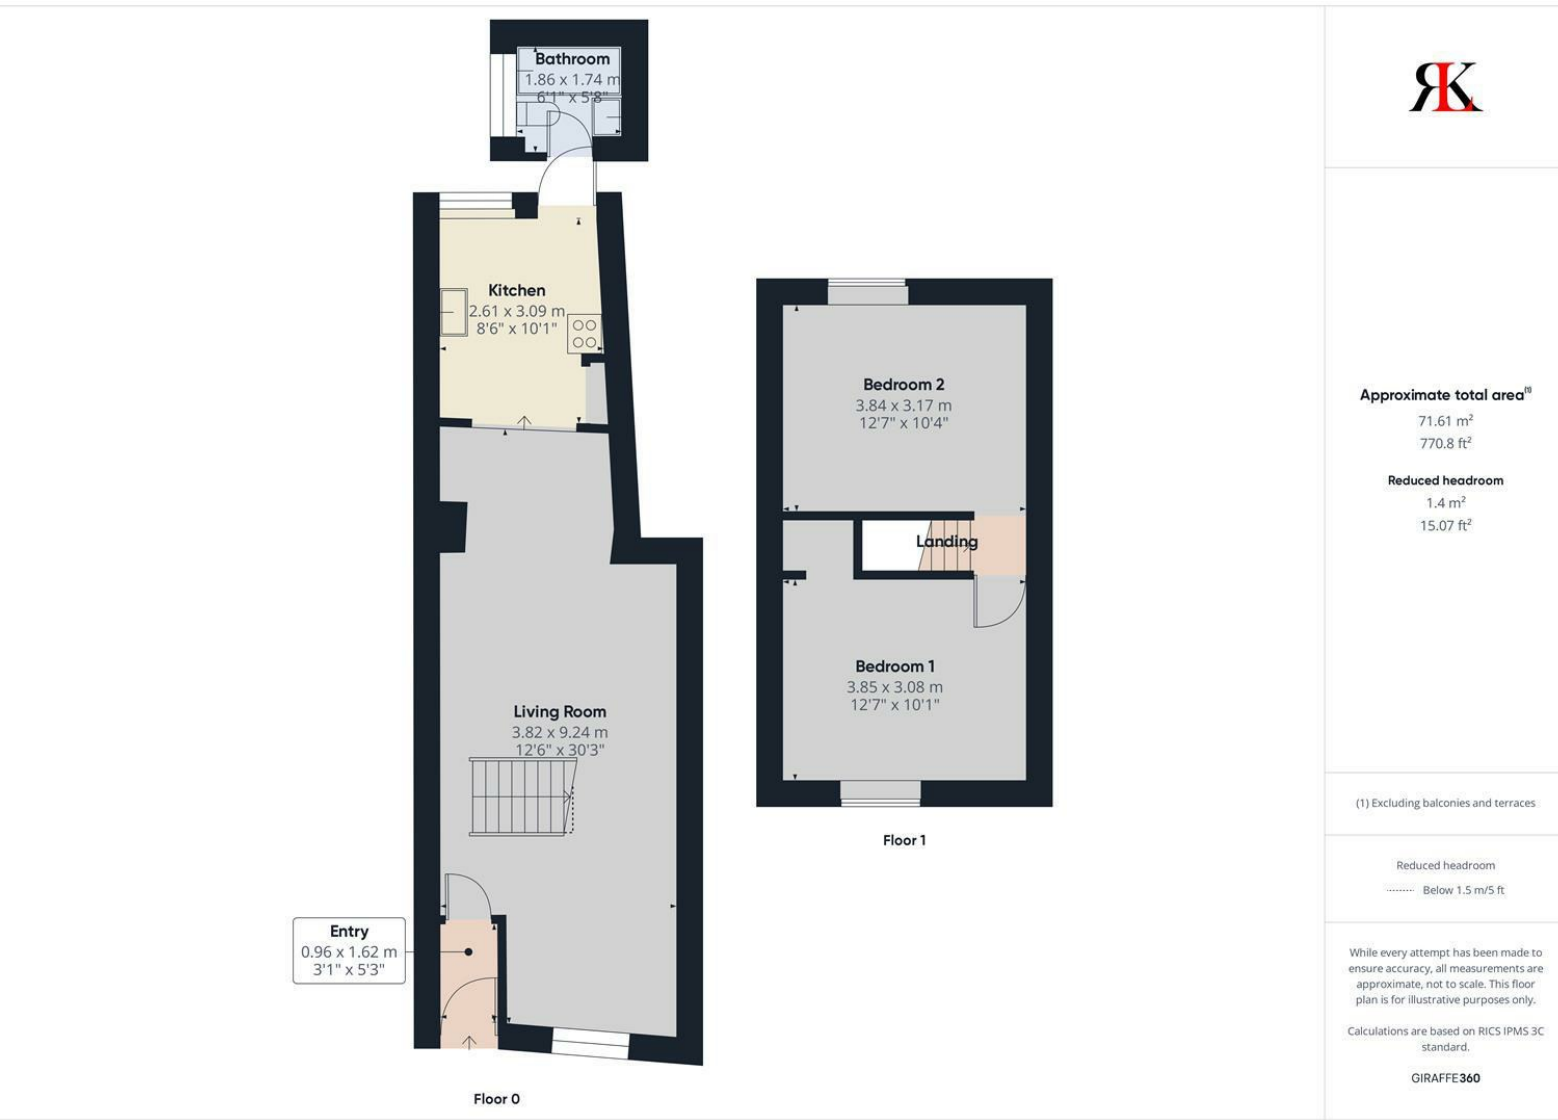 Bathroom
1.86 x 1.74 m
6'1" x 5'8"
Kitchen
2.61 x 3.09 m
8'6" x 10'1"
Living Room
3.82 x 9.24 m
12'6" x 30'3"
Entry
0.96 x 1.62 m
3'1" x 5'3"
Floor 0
Bedroom 2
3.84 x 3.17 m
12'7" x 10'4"
Landing
Bedroom 1
3.85 x 3.08 m
12'7" x 10'1"
Floor 1
RLK
Approximate total area(1)
71.61 m²
770.8 ft²
Reduced headroom
1.4 m²
15.07 ft²
(1) Excluding balconies and terraces
Reduced headroom
Below 1.5 m/5 ft
While every attempt has been made to
ensure accuracy, all measurements are
approximate, not to scale. This floor
plan is for illustrative purposes only.
Calculations are based on RICS IPMS 3C
standard.
GIRAFFE360